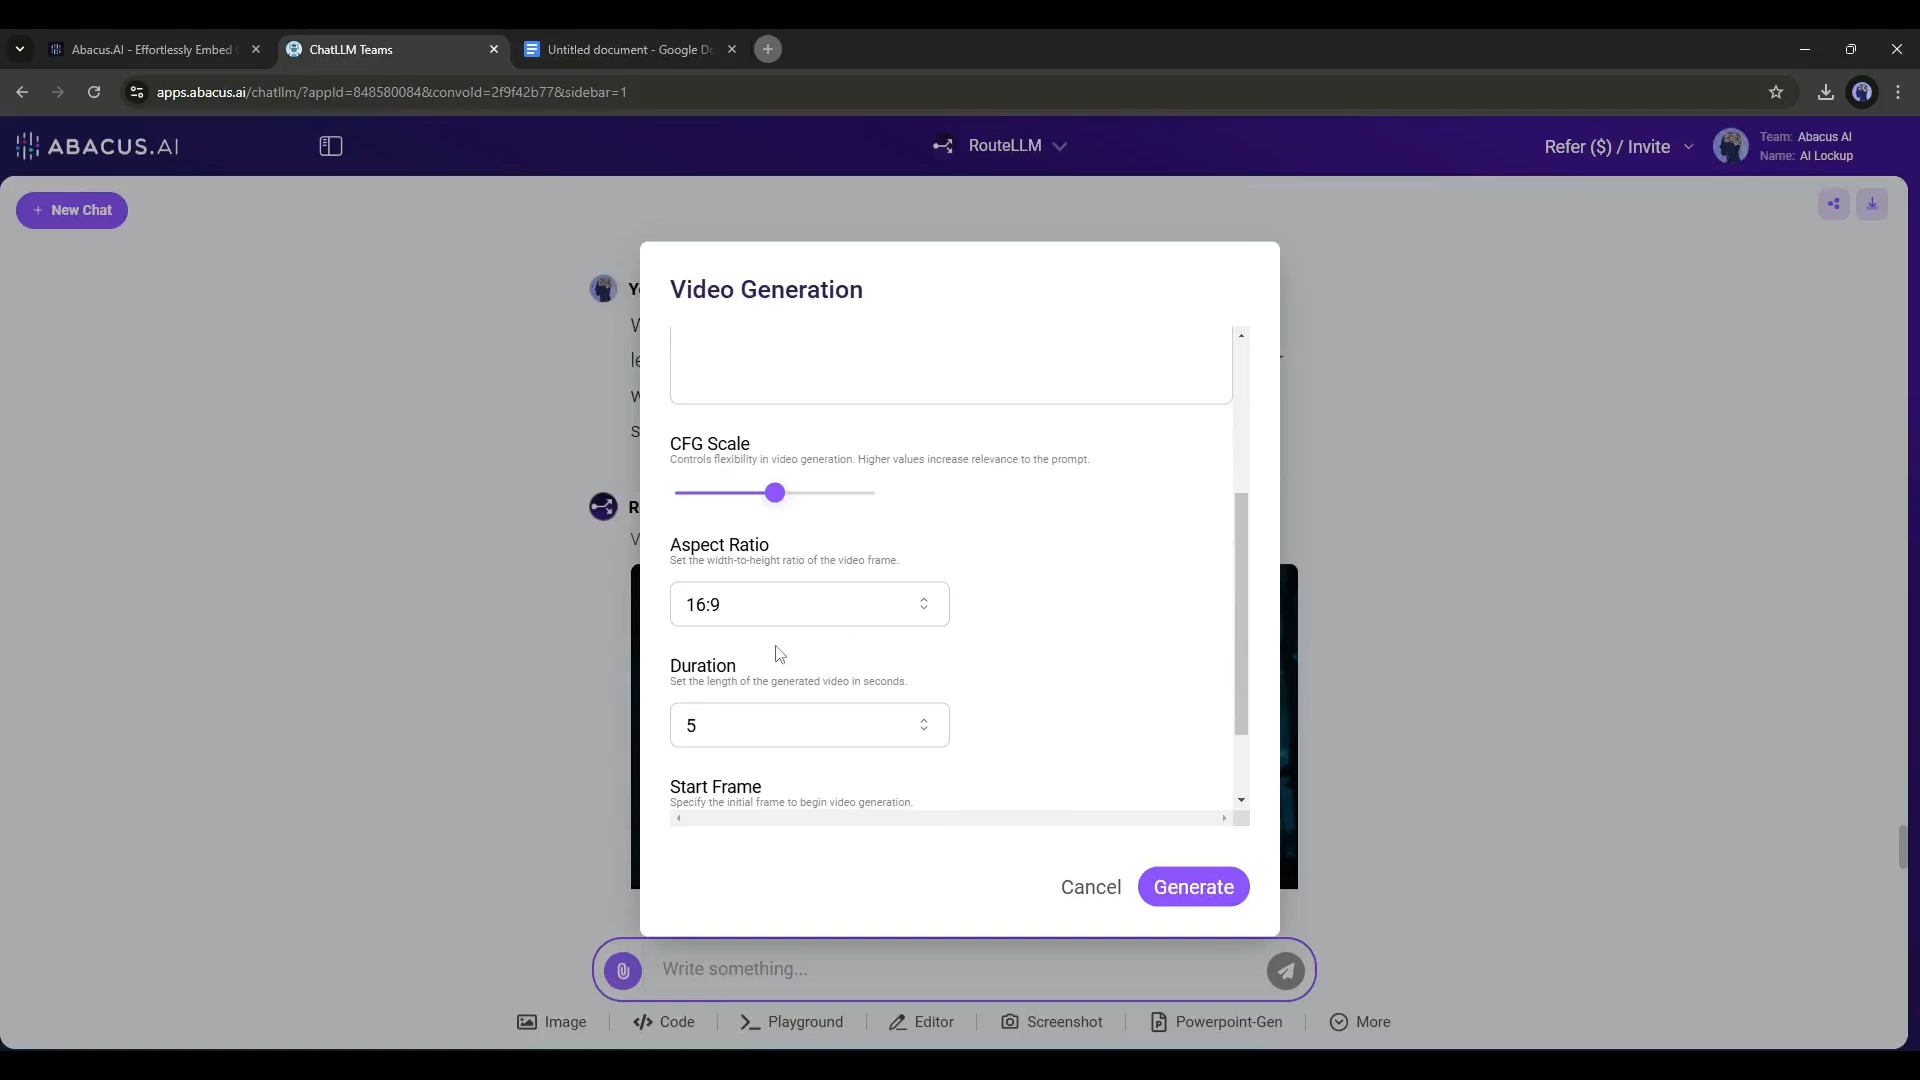 Abacus.AI - Effortlessly Embed
ChatLLM Teams
Untitled document - Google Do
apps.abacus.ai/chatllm/?appId=848580084&convoId=2f9f42b77&sidebar=1
ABACUS.AI
RouteLLM
Refer ($) / Invite
Team: Abacus AI
Name: AI Lockup
+ New Chat
Video Generation
CFG Scale
Controls flexibility in video generation. Higher values increase relevance to the prompt.
Aspect Ratio
Set the width-to-height ratio of the video frame.
16:9
Duration
Set the length of the generated video in seconds.
5
Start Frame
Specify the initial frame to begin video generation.
Cancel
Generate
Write something...
Image
Code
Playground
Editor
Screenshot
Powerpoint-Gen
More